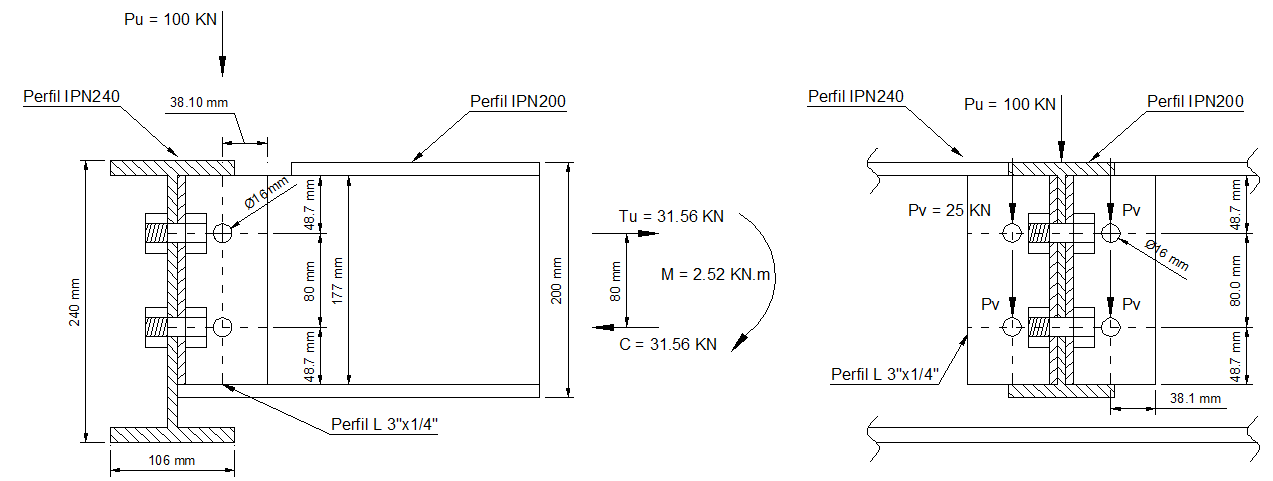 Pu = 100 KN
Perfil IPN240
38.10 mm
Perfil IPN200
Ø16 mm
48.7 mm
80 mm
177 mm
48.7 mm
240 mm
200 mm
106 mm
Perfil L 3"x1/4"
Tu = 31.56 KN
80 mm
M = 2.52 KN.m
C = 31.56 KN
Perfil IPN240
Pu = 100 KN
Perfil IPN200
Pv = 25 KN
Pv
Ø16 mm
48.7 mm
80.0 mm
48.7 mm
Pv
Pv
Perfil L 3"x1/4"
38.1 mm